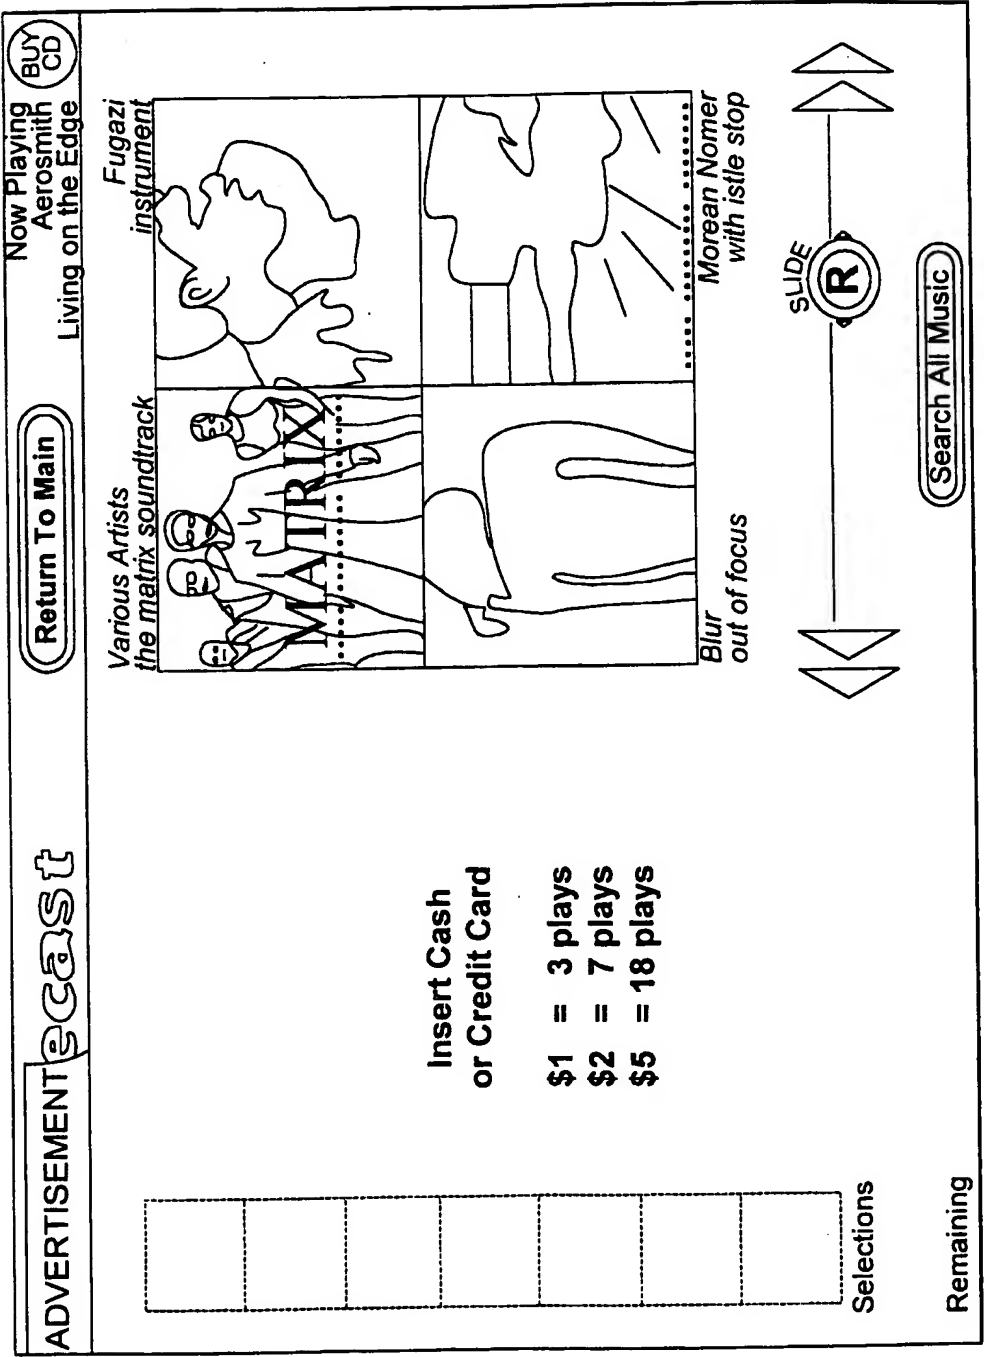 ADVERTISEMENT
ecast
Return To Main
Now Playing
Aerosmith
Living on the Edge
BUY
CD
Various Artists
the matrix soundtrack
Fugazi
instrument
MATRIX
Insert Cash
or Credit Card
$1 = 3 plays
$2 = 7 plays
$5 = 18 plays
Blur
out of focus
Morean Nomer
with istle stop
SLIDE
R
Selections
Search All Music
Remaining